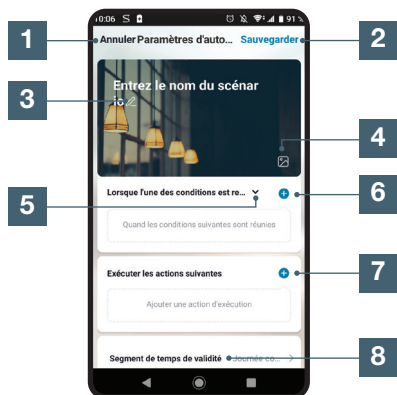 10:06 S 91 %
1
Annuler Paramètres d'auto... Sauvegarder
2
Entrez le nom du scénar
io
3
4
Lorsque l'une des conditions est re...
5
6
Quand les conditions suivantes sont réunies
Exécuter les actions suivantes
7
Ajouter une action d'exécution
Segment de temps de validité Journée co...
8